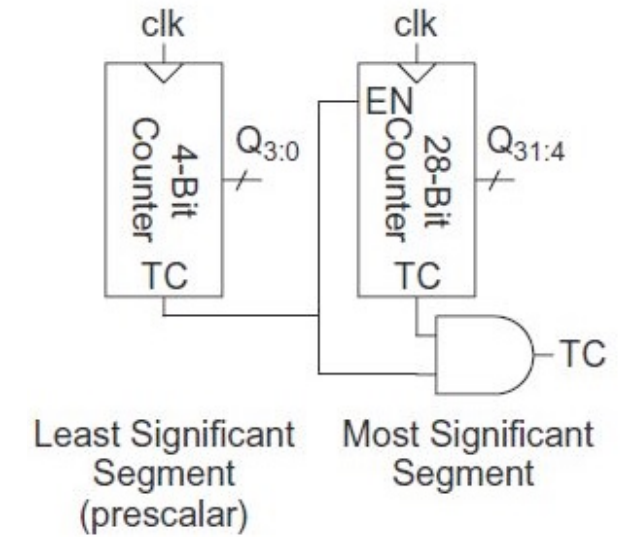 clk
4-Bit
Counter
Q3:0
TC
clk
EN
28-Bit
Counter
Q31:4
TC
TC
Least Significant
Segment
(prescalar)
Most Significant
Segment